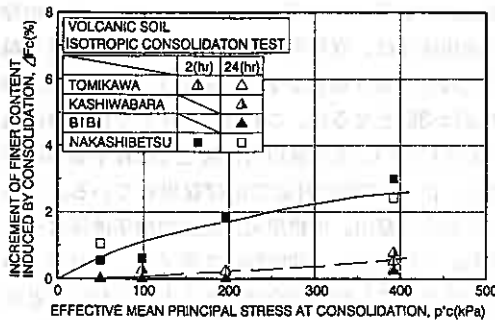 VOLCANIC SOIL
ISOTROPIC CONSOLIDATON TEST
2(hr) 24(hr)
TOMIKAWA
KASHIWABARA
BIBI
NAKASHIBETSU
INCREMENT OF FINER CONTENT
INDUCED BY CONSOLIDATION, ΔFc(%)
8
6
4
2
0
0 100 200 300 400 500
EFFECTIVE MEAN PRINCIPAL STRESS AT CONSOLIDATION, p'c(kPa)